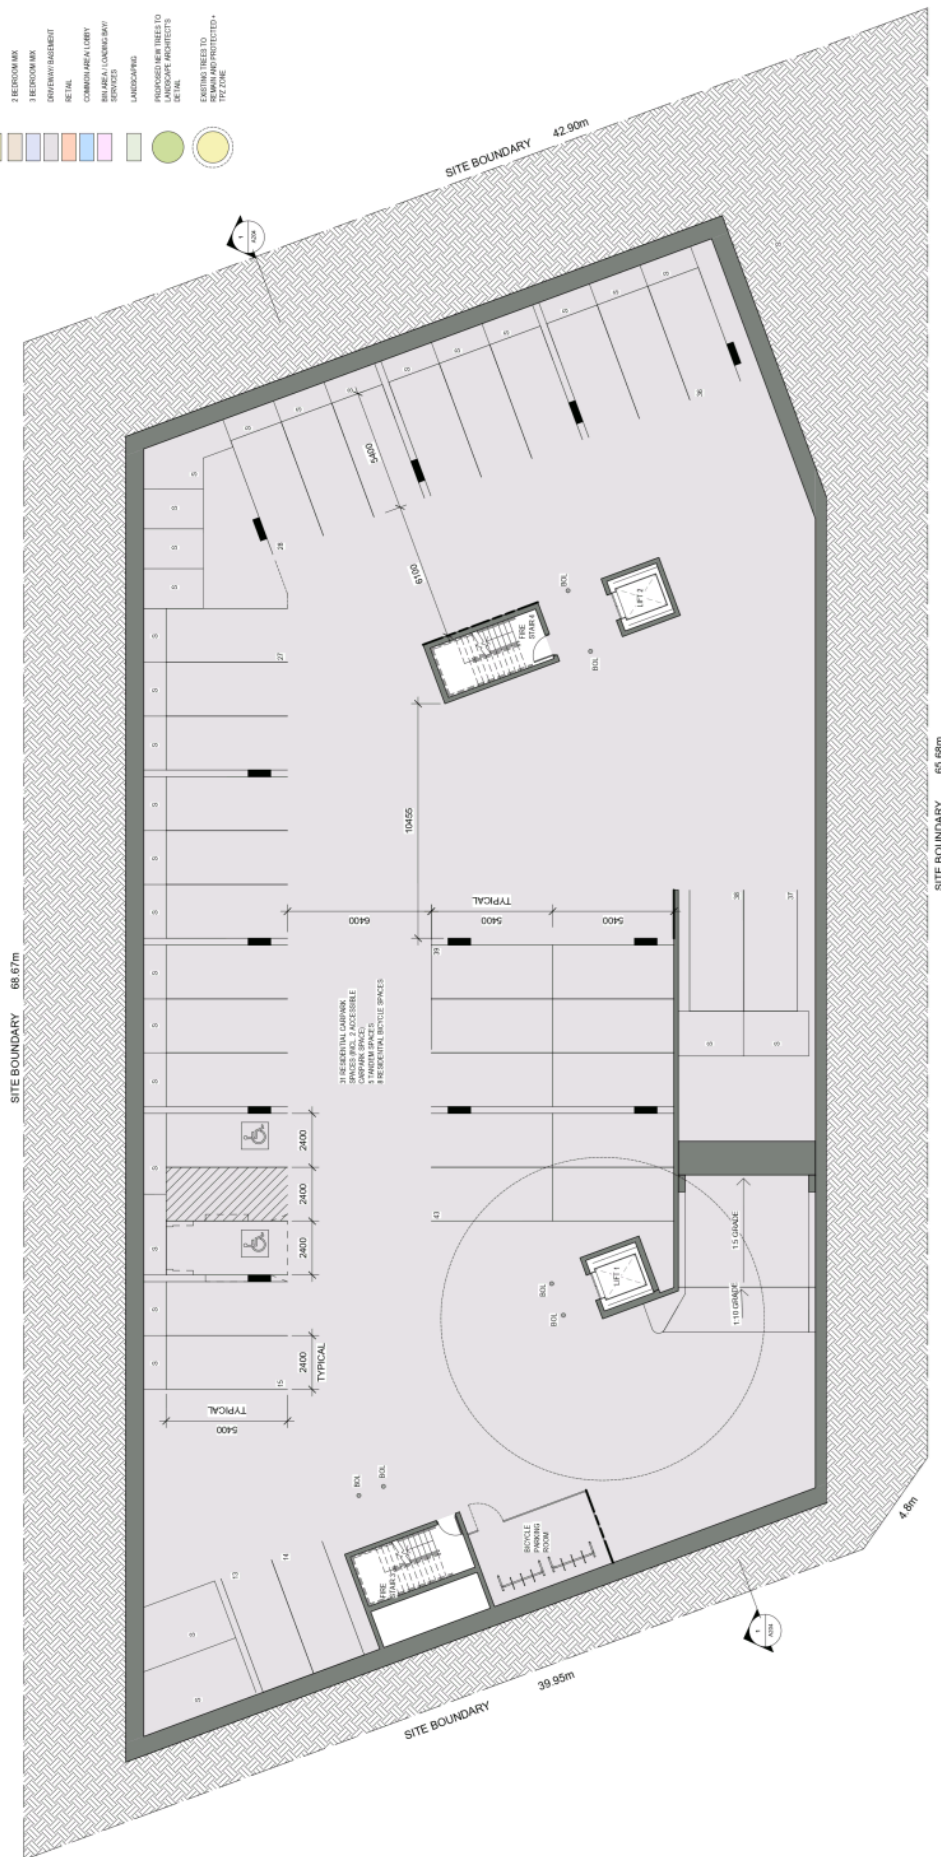 2 BEDROOM MIX
3 BEDROOM MIX
DRIVEWAY/ BASEMENT
RETAIL
COMMON AREA/ LOBBY
BIN AREA / LOADING BAY/
SERVICES
LANDSCAPING
PROPOSED NEW TREES TO
LANDSCAPE ARCHITECT'S
DETAIL
EXISTING TREES TO
REMAIN AND PROTECTED +
TPZ ZONE
SITE BOUNDARY 42.90m
1
A204
S
S
S
S
S
S
S
S
S
S
S
S
S
S
5400
36
28
6100
BOL
LIFT 2
FIRE
STAIR 4
BOL
27
S
S
S
S
S
S
S
S
S
S
S
S
S
SITE BOUNDARY 68.67m
SITE BOUNDARY 65.68m
10455
TYPICAL
6400
5400
5400
38
37
39
31 RESIDENTIAL CARPARK
SPACES (INCL. 2 ACCESSIBLE
CARPARK SPACE)
5 TANDEM SPACES
8 RESIDENTIAL BICYCLE SPACES
S
S
2400
2400
2400
43
1:5 GRADE
1:10 GRADE
LIFT 1
BOL
BOL
2400
TYPICAL
15
TYPICAL
5400
BOL
BOL
BICYCLE
PARKING
ROOM
FIRE
STAIR 3
14
13
S
S
4.8m
1
A204
SITE BOUNDARY 39.95m